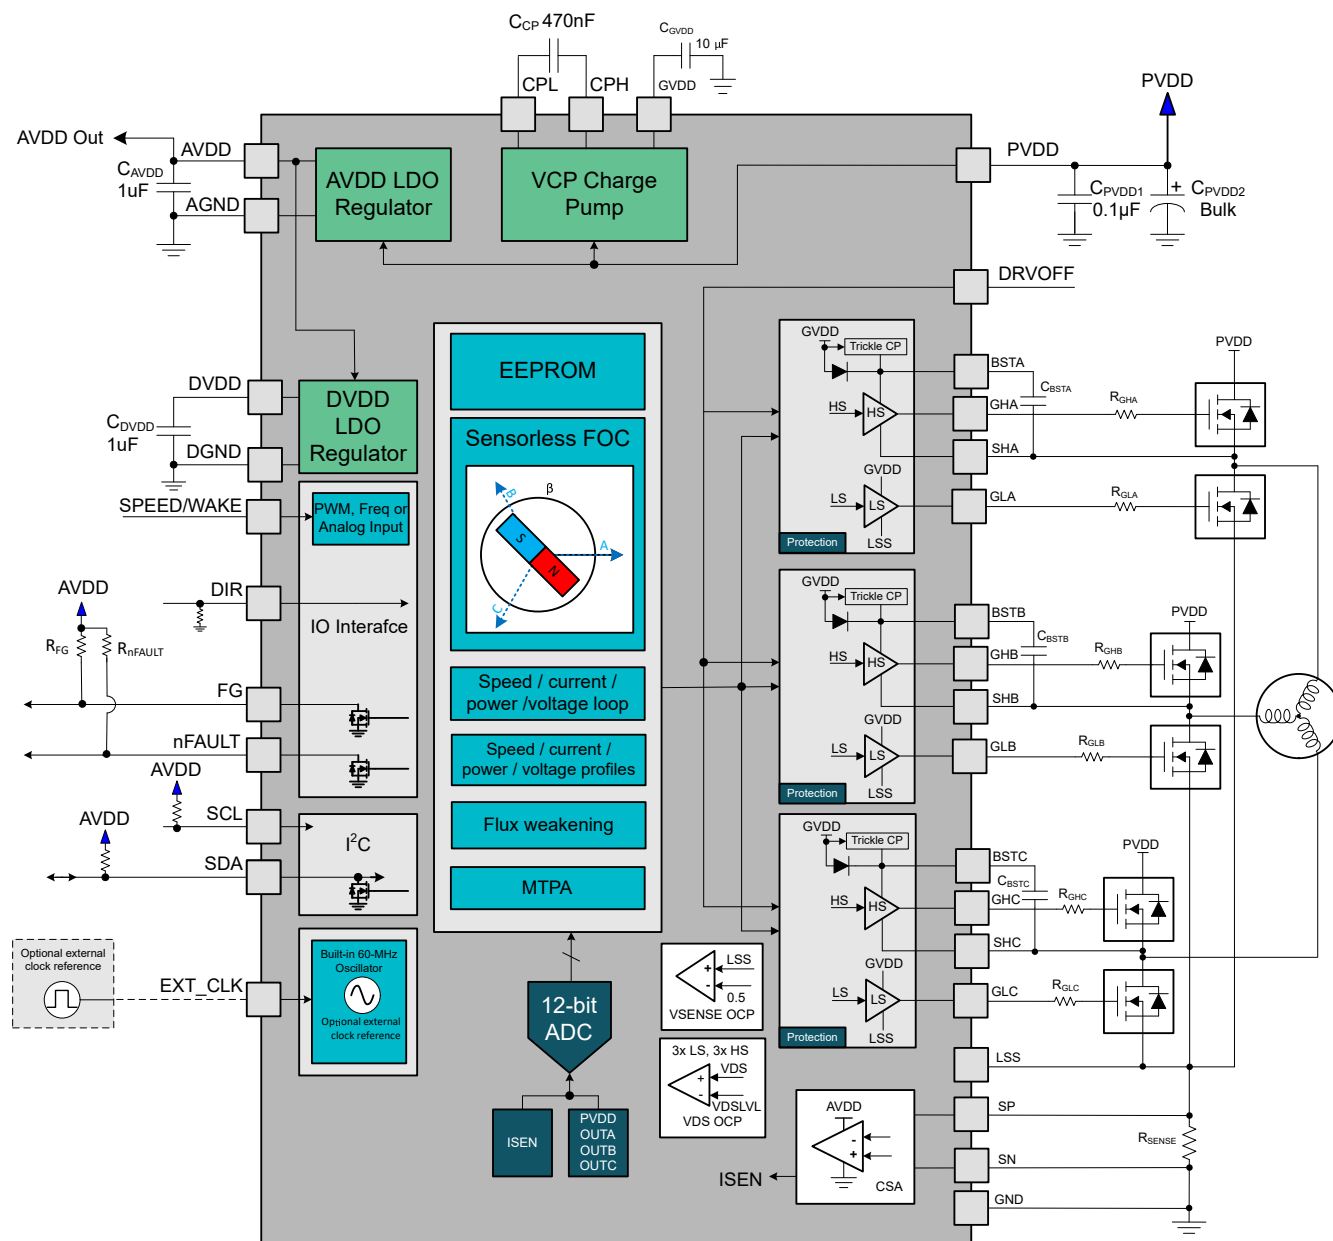 CCP 470nF
CGVDD
10 µF
CPL
CPH
GVDD
PVDD
AVDD Out
AVDD
CAVDD
1uF
AGND
AVDD LDO
Regulator
VCP Charge
Pump
PVDD
CPVDD1
0.1µF
+
CPVDD2
Bulk
DRVOFF
DVDD
CDVDD
1uF
DGND
DVDD
LDO
Regulator
SPEED/WAKE
PWM, Freq or
Analog Input
DIR
IO Interafce
AVDD
RFG
RnFAULT
FG
nFAULT
AVDD
SCL
AVDD
SDA
I2C
Optional external
clock reference
EXT_CLK
Built-in 60-MHz
Oscillator
Optional external
clock reference
EEPROM
Sensorless FOC
β
B
A
C
S
N
Speed / current /
power /voltage loop
Speed / current /
power / voltage profiles
Flux weakening
MTPA
12-bit
ADC
ISEN
PVDD
OUTA
OUTB
OUTC
+
-
LSS
0.5
VSENSE OCP
3x LS, 3x HS
+
-
VDS
VDSLVL
VDS OCP
GVDD
Trickle CP
HS
HS
GVDD
LS
LS
LSS
Protection
BSTA
CBSTA
GHA
RGHA
SHA
GLA
RGLA
PVDD
GVDD
Trickle CP
HS
HS
GVDD
LS
LS
LSS
Protection
BSTB
CBSTB
GHB
RGHB
SHB
GLB
RGLB
PVDD
GVDD
Trickle CP
HS
HS
GVDD
LS
LS
LSS
Protection
BSTC
CBSTC
GHC
RGHC
SHC
GLC
RGLC
PVDD
LSS
SP
RSENSE
SN
GND
AVDD
-
+
CSA
ISEN